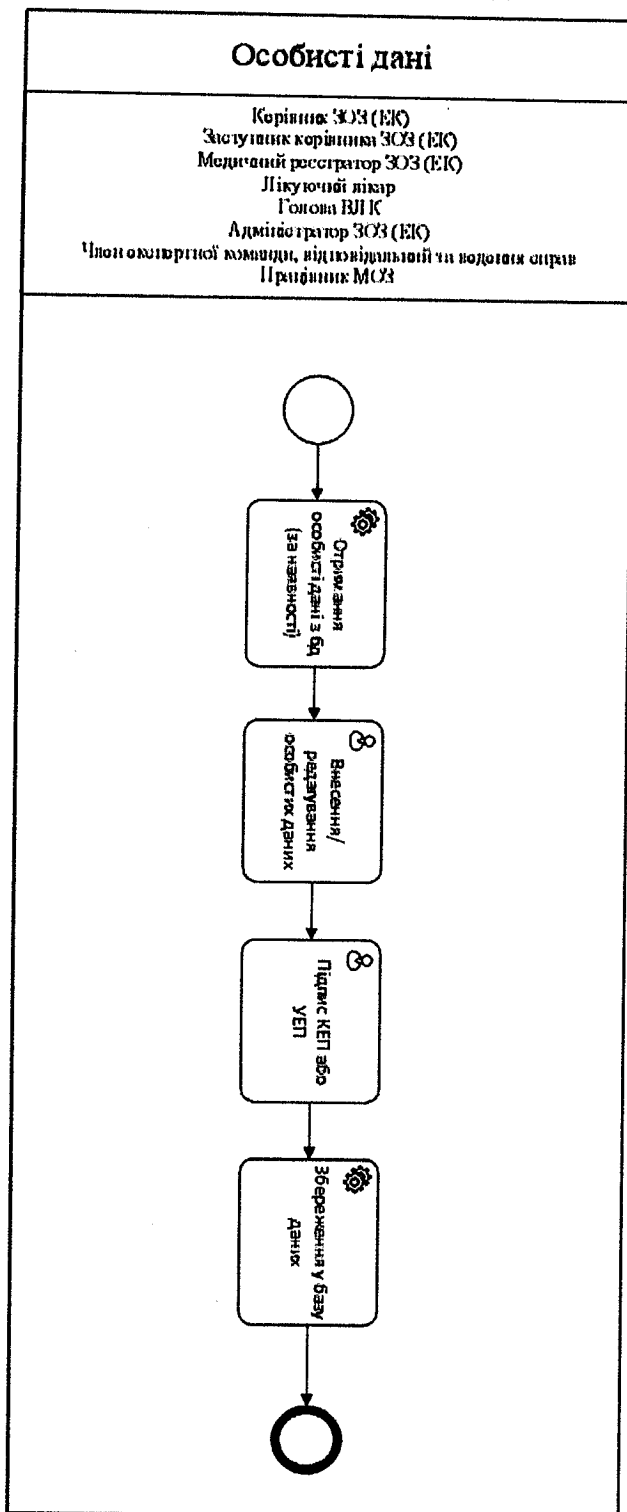 Особисті дані
Керівник ЗОЗ (ЕК)
Заступник керівника ЗОЗ (ЕК)
Медичний реєстратор ЗОЗ (ЕК)
Лікуючий лікар
Голова ВЛК
Адміністратор ЗОЗ (ЕК)
Член експертної команди, відповідальний за ведення справ
Працівник МОЗ
Отримання
особисті дані з бд
(за наявності)
Внесення/
редагування
особистих даних
Підпис КЕП або
УЕП
Збереження у базу
даних